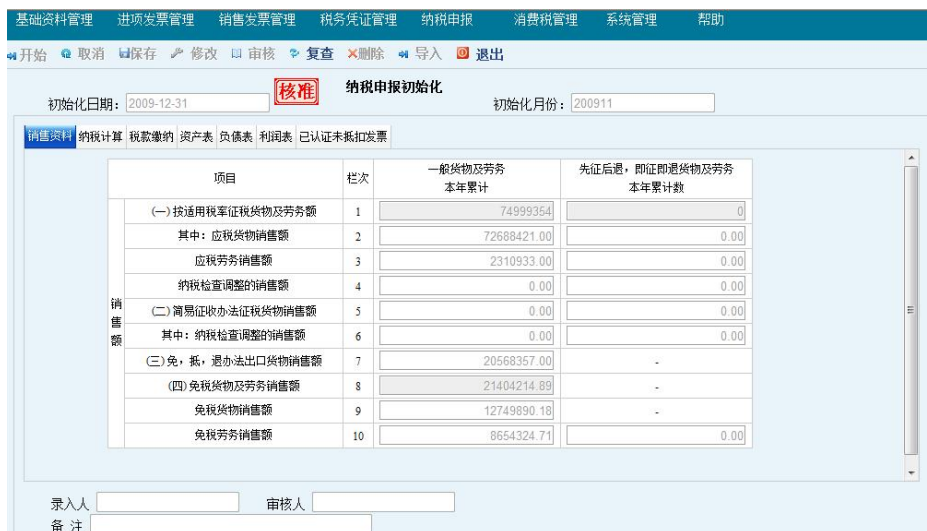 基础资料管理 进项发票管理 销售发票管理 税务凭证管理 纳税申报 消费税管理 系统管理 帮助
开始 取消 保存 修改 审核 复查 删除 导入 退出
纳税申报初始化
核准
初始化日期: 2009-12-31 初始化月份: 200911
销售资料 纳税计算 税款缴纳 资产表 负债表 利润表 已认证未抵扣发票
项目 栏次 一般货物及劳务 先征后退，即征即退货物及劳务
本年累计 本年累计数
销售额
(一)按适用税率征税货物及劳务额 1 74999354 0
其中: 应税货物销售额 2 72688421.00 0.00
应税劳务销售额 3 2310933.00 0.00
纳税检查调整的销售额 4 0.00 0.00
(二)简易征收办法征税货物销售额 5 0.00 0.00
其中: 纳税检查调整的销售额 6 0.00 0.00
(三)免，抵，退办法出口货物销售额 7 20568357.00 -
(四)免税货物及劳务销售额 8 21404214.89 -
免税货物销售额 9 12749890.18 -
免税劳务销售额 10 8654324.71 0.00
录入人 审核人
备 注